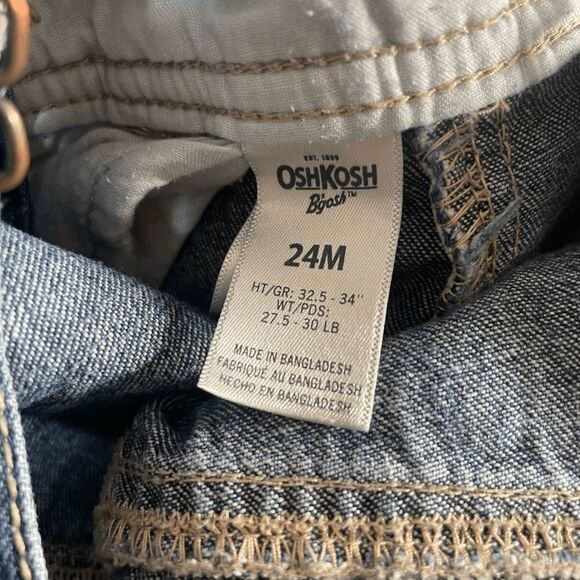 EST. 1895
OSHKOSH
B'gosh™
24M
HT/GR: 32.5 - 34"
WT/PDS:
27.5 - 30 LB
MADE IN BANGLADESH
FABRIQUÉ AU BANGLADESH
HECHO EN BANGLADESH